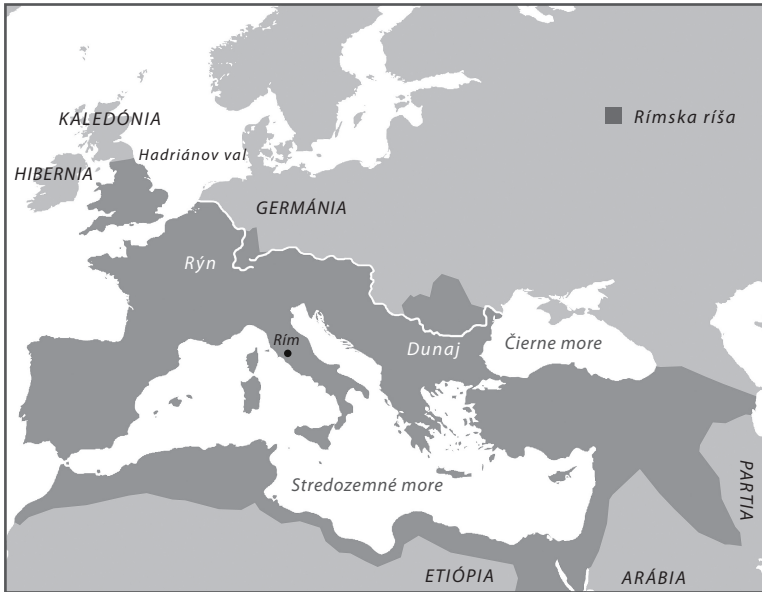 KALEDÓNIA
Rímska ríša
Hadriánov val
HIBERNIA
GERMÁNIA
Rýn
Rím
Dunaj
Čierne more
Stredozemné more
PARTIA
ETIÓPIA
ARÁBIA